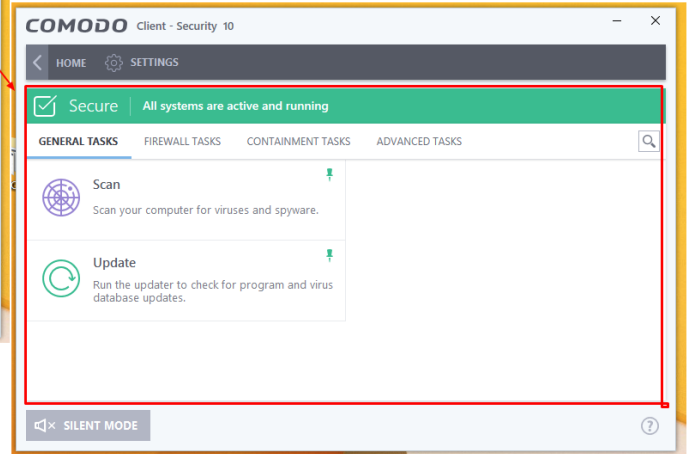 COMODO Client - Security 10
HOME SETTINGS
Secure All systems are active and running
GENERAL TASKS FIREWALL TASKS CONTAINMENT TASKS ADVANCED TASKS
Scan
Scan your computer for viruses and spyware.
Update
Run the updater to check for program and virus
database updates.
SILENT MODE